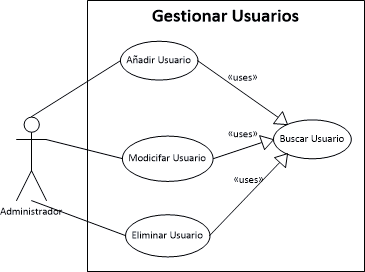 Gestionar Usuarios
Añadir Usuario
«uses»
«uses»
Buscar Usuario
Modicifar Usuario
«uses»
Administrador
Eliminar Usuario